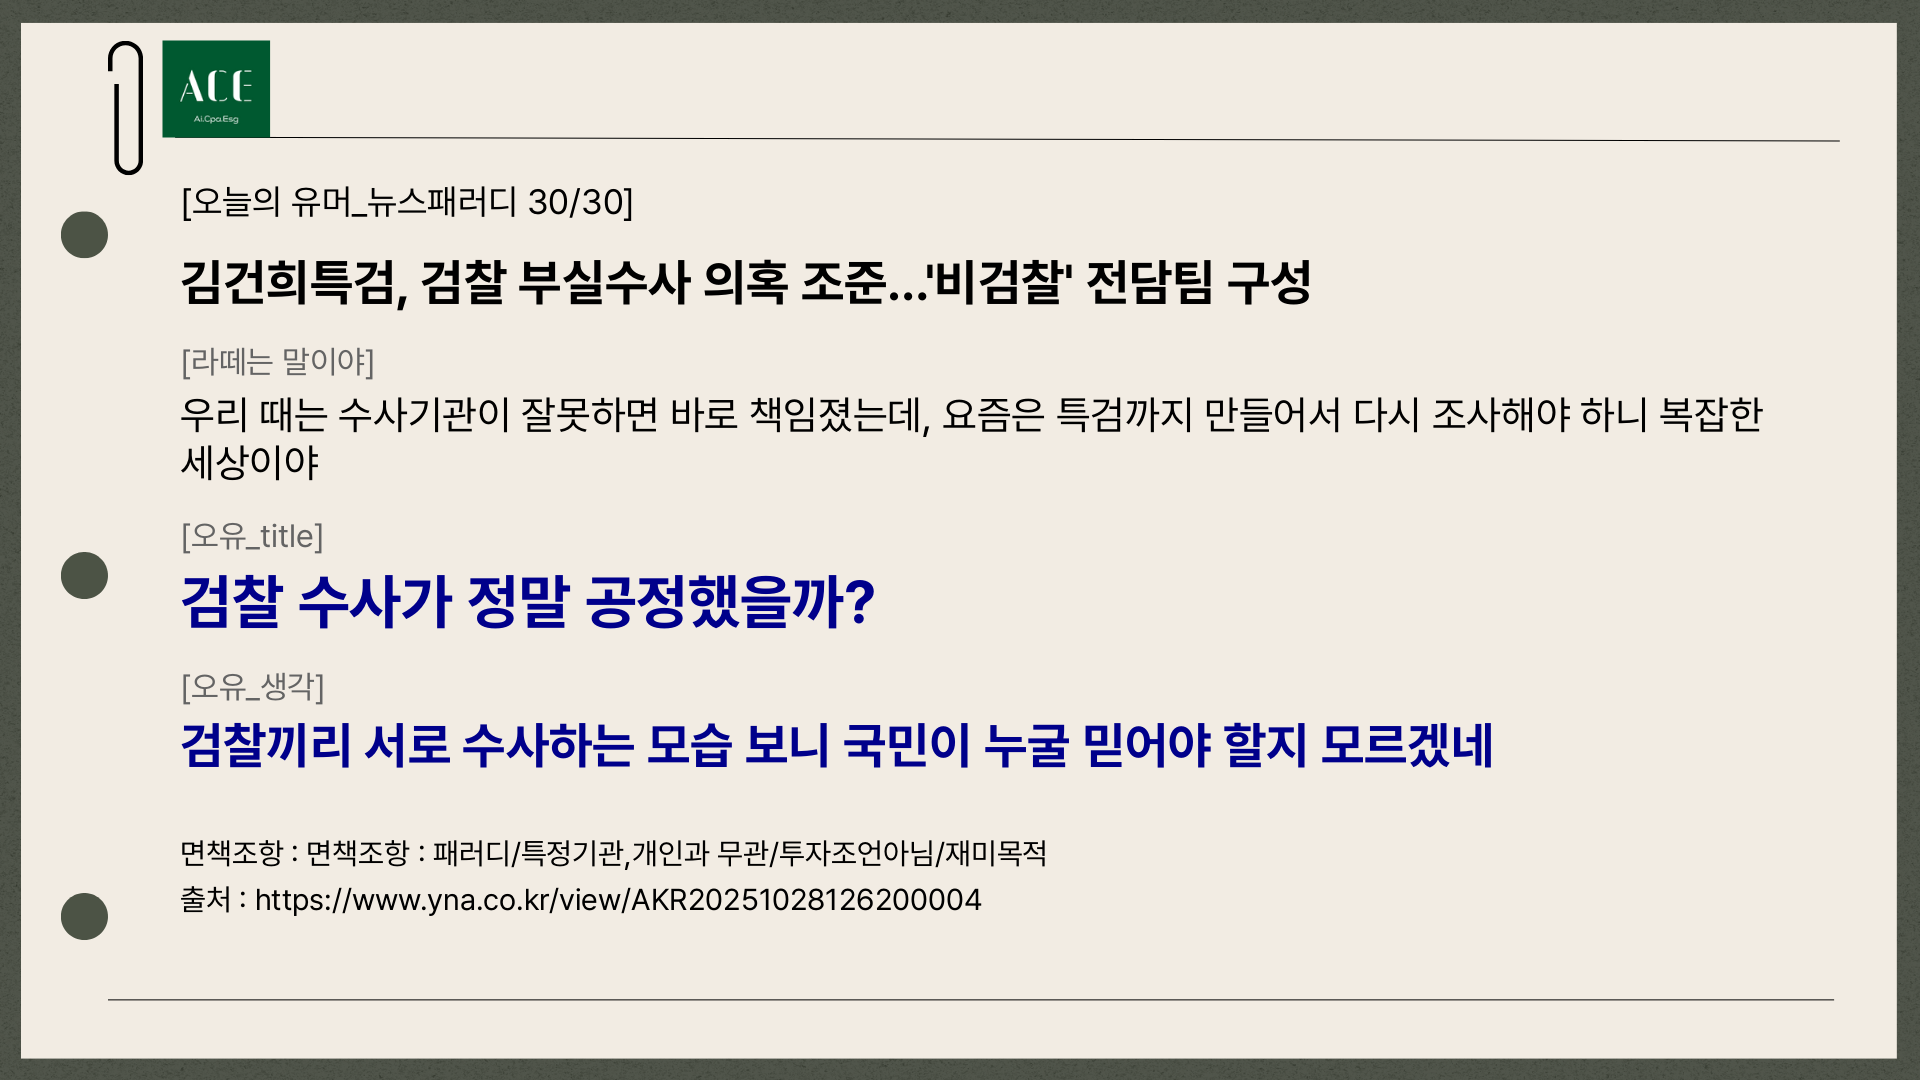 ACE
Ai.Cpa.Esg
[오늘의 유머_뉴스패러디 30/30]
김건희특검, 검찰 부실수사 의혹 조준...'비검찰' 전담팀 구성
[라떼는 말이야]
우리 때는 수사기관이 잘못하면 바로 책임졌는데, 요즘은 특검까지 만들어서 다시 조사해야 하니 복잡한
세상이야
[오유_title]
검찰 수사가 정말 공정했을까?
[오유_생각]
검찰끼리 서로 수사하는 모습 보니 국민이 누굴 믿어야 할지 모르겠네
면책조항 : 면책조항 : 패러디/특정기관,개인과 무관/투자조언아님/재미목적
출처 : https://www.yna.co.kr/view/AKR20251028126200004